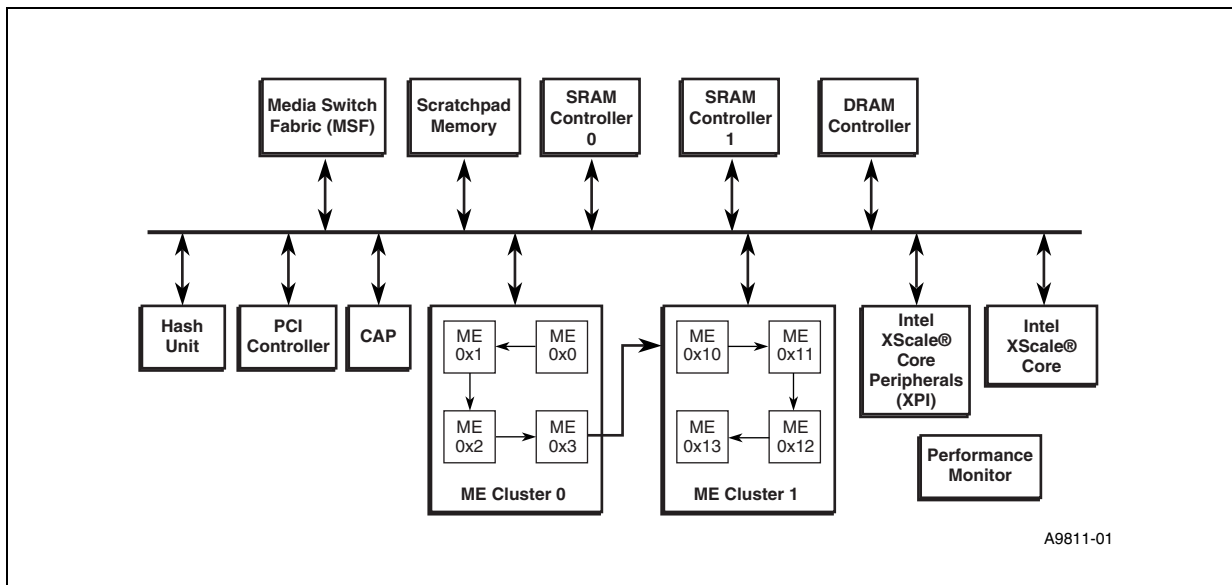 Media Switch
Fabric (MSF)
Scratchpad
Memory
SRAM
Controller
0
SRAM
Controller
1
DRAM
Controller
Hash
Unit
PCI
Controller
CAP
ME
0x1
ME
0x0
ME
0x2
ME
0x3
ME Cluster 0
ME
0x10
ME
0x11
ME
0x13
ME
0x12
ME Cluster 1
Intel
XScale®
Core
Peripherals
(XPI)
Intel
XScale®
Core
Performance
Monitor
A9811-01